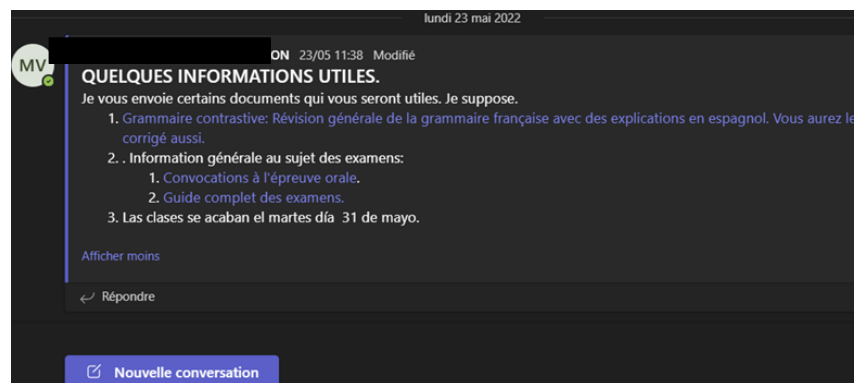 lundi 23 mai 2022
MV
ON 23/05 11:38 Modifié
QUELQUES INFORMATIONS UTILES.
Je vous envoie certains documents qui vous seront utiles. Je suppose.
1. Grammaire contrastive: Révision générale de la grammaire française avec des explications en espagnol. Vous aurez le
corrigé aussi.
2. . Information générale au sujet des examens:
1. Convocations à l'épreuve orale.
2. Guide complet des examens.
3. Las clases se acaban el martes día 31 de mayo.
Afficher moins
Répondre
Nouvelle conversation